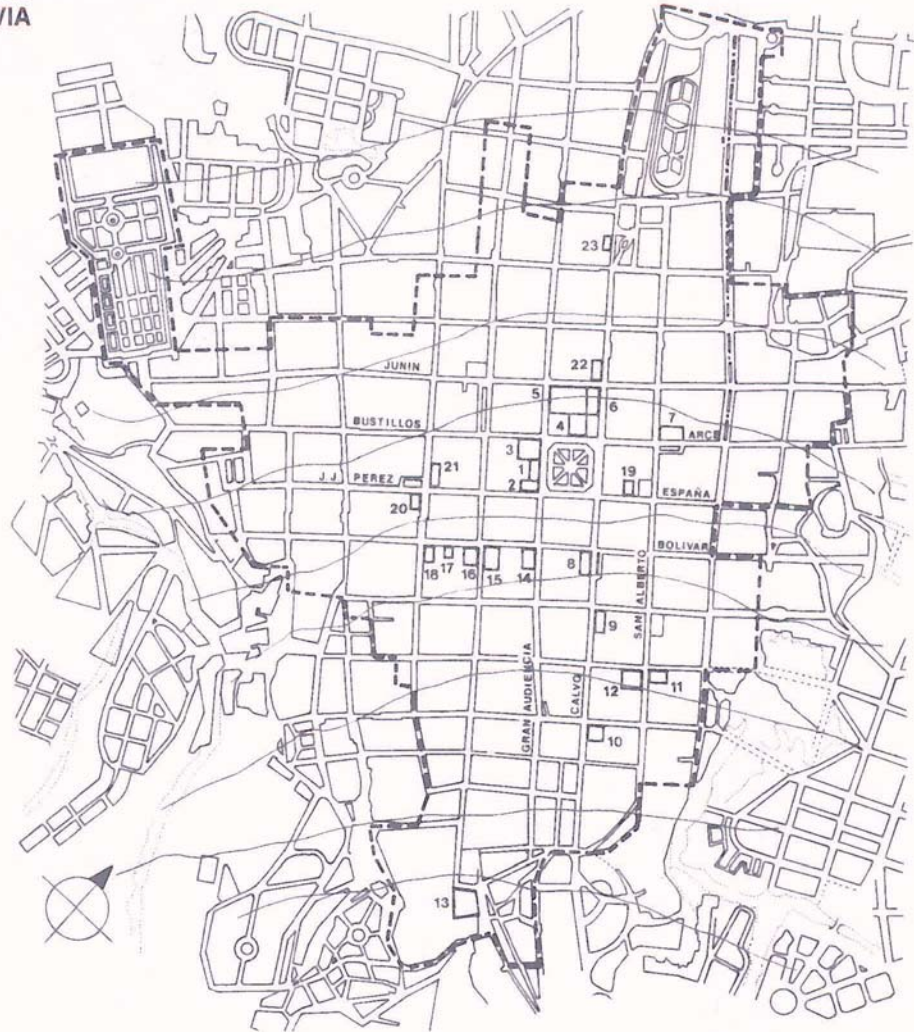 VIA
23
JUNIN
22
5
6
BUSTILLOS
4
7
ARCE
3
1
21
19
J.J. PEREZ
2
ESPAÑA
20
BOLIVAR
18
17
16
15
14
8
SAN ALBERTO
9
GRAN AUDIENCIA
CALVO
12
11
10
13